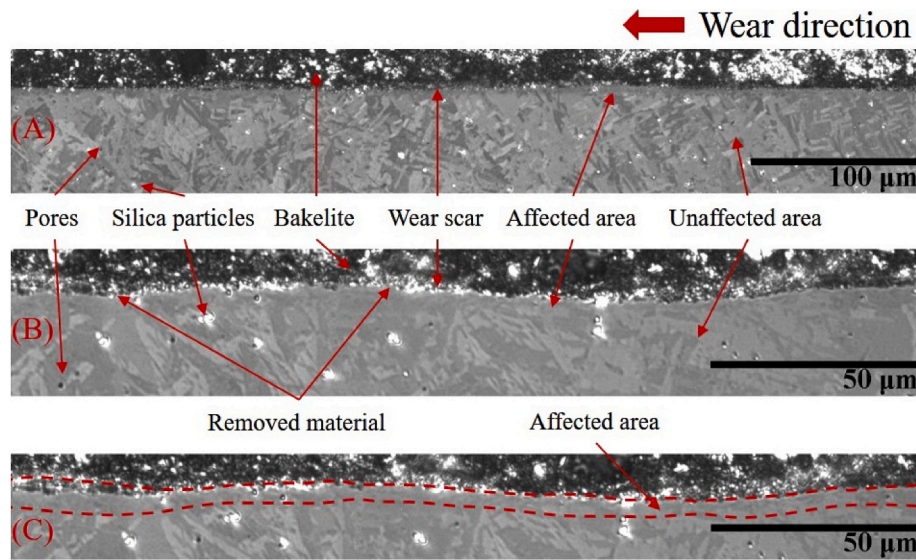 Wear direction
(A)
100 µm
Pores Silica particles Bakelite Wear scar Affected area Unaffected area
(B)
50 µm
Removed material Affected area
(C)
50 µm